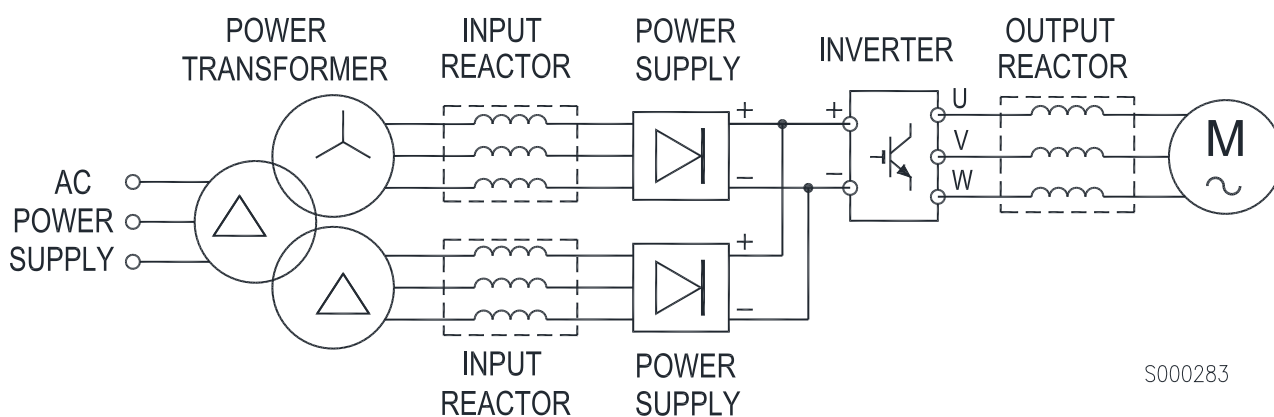 POWER
TRANSFORMER
INPUT
REACTOR
POWER
SUPPLY
INVERTER
OUTPUT
REACTOR
AC
POWER
SUPPLY
+
−
+
−
+
−
U
V
W
M
INPUT
REACTOR
POWER
SUPPLY
S000283